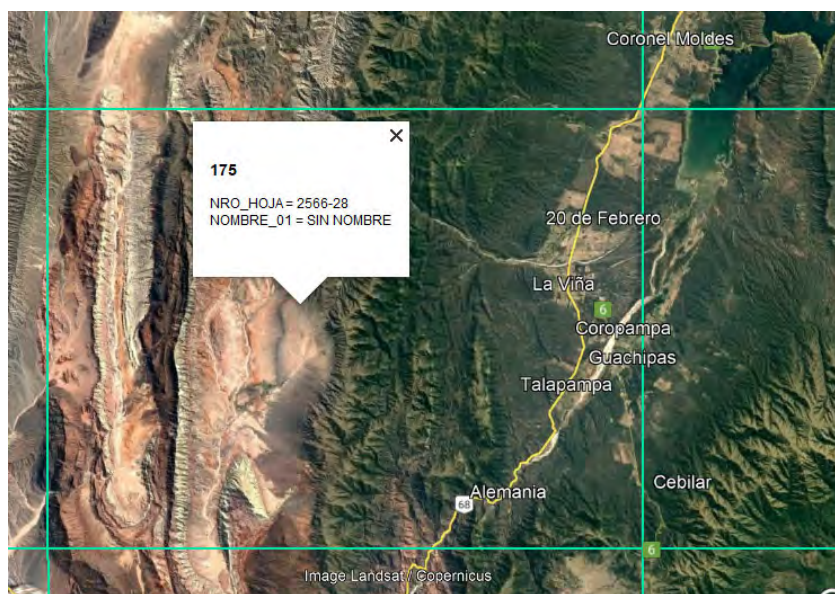 Coronel Moldes
175
NRO_HOJA = 2566-28
NOMBRE_01 = SIN NOMBRE
20 de Febrero
La Viña
6
Coropampa
Guachipas
Talapampa
Cebilar
Alemania
68
6
Image Landsat / Copernicus